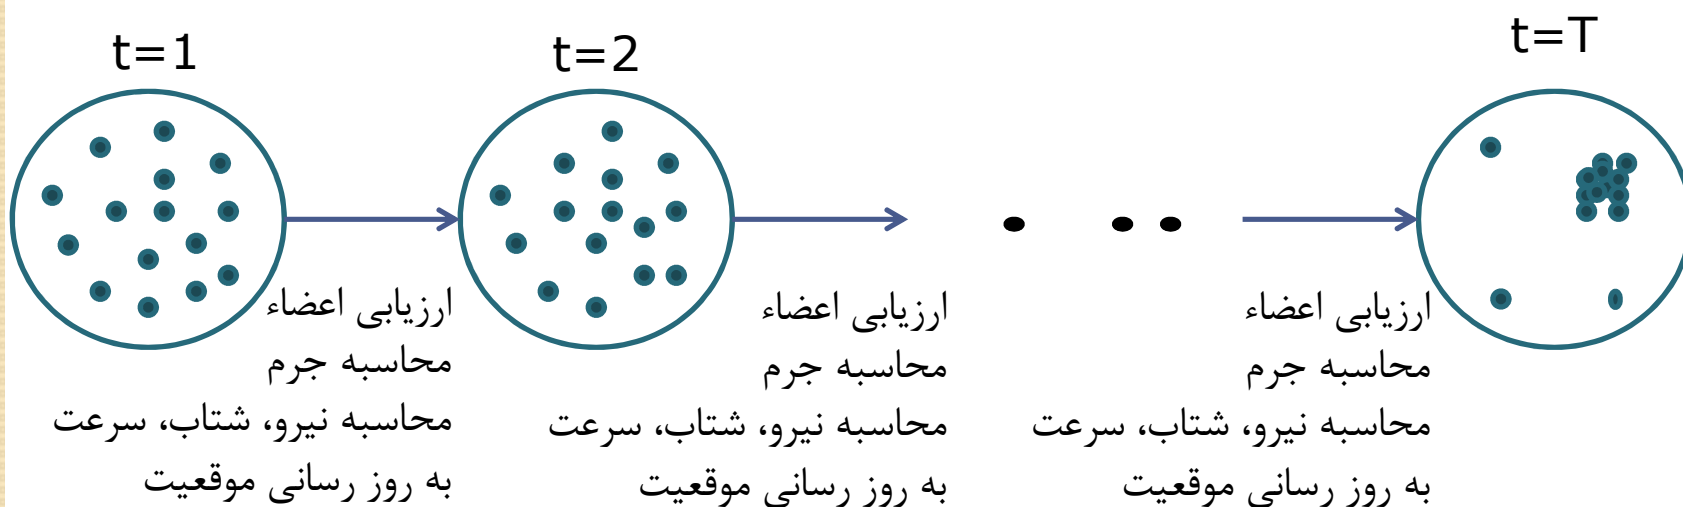 t=1
t=2
t=T
ارزیابی اعضاء
محاسبه جرم
محاسبه نیرو، شتاب، سرعت
به روز رسانی موقعیت
ارزیابی اعضاء
محاسبه جرم
محاسبه نیرو، شتاب، سرعت
به روز رسانی موقعیت
ارزیابی اعضاء
محاسبه جرم
محاسبه نیرو، شتاب، سرعت
به روز رسانی موقعیت